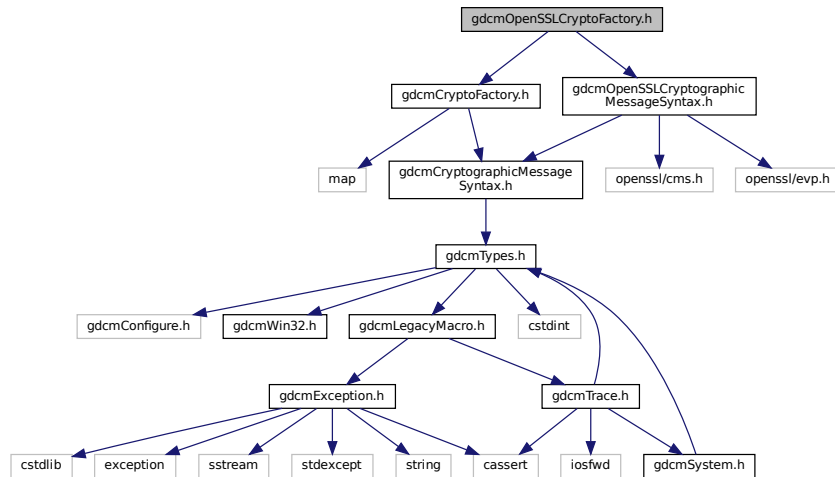 gdcmOpenSSLCryptoFactory.h
gdcmCryptoFactory.h
gdcmOpenSSLCryptographic
MessageSyntax.h
map
gdcmCryptographicMessage
Syntax.h
openssl/cms.h
openssl/evp.h
gdcmTypes.h
gdcmConfigure.h
gdcmWin32.h
gdcmLegacyMacro.h
cstdint
gdcmException.h
gdcmTrace.h
cstdlib
exception
sstream
stdexcept
string
cassert
iosfwd
gdcmSystem.h